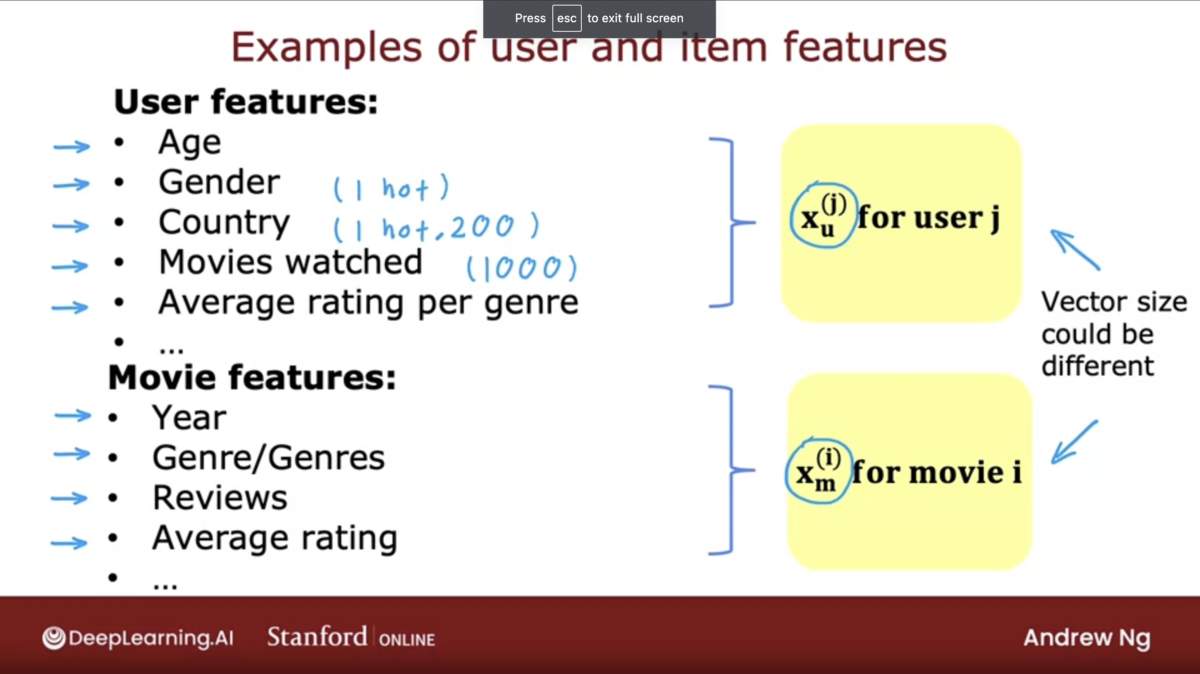 Press esc to exit full screen
Examples of user and item features
User features:
• Age
• Gender (1 hot)
• Country (1 hot, 200)
• Movies watched (1000)
• Average rating per genre
• ...
x_u^(j) for user j
Vector size
could be
different
Movie features:
• Year
• Genre/Genres
• Reviews
• Average rating
• ...
x_m^(i) for movie i
DeepLearning.AI Stanford ONLINE Andrew Ng